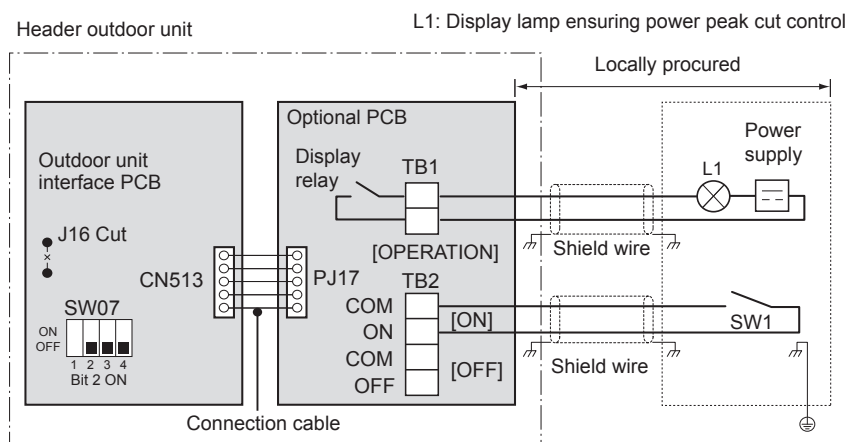 Header outdoor unit
L1: Display lamp ensuring power peak cut control
Locally procured
Optional PCB
Outdoor unit
interface PCB
Display
relay
TB1
L1
Power
supply
J16 Cut
[OPERATION]
Shield wire
CN513
PJ17
TB2
SW07
ON
OFF
1 2 3 4
Bit 2 ON
COM
ON
[ON]
COM
OFF
[OFF]
SW1
Shield wire
Connection cable